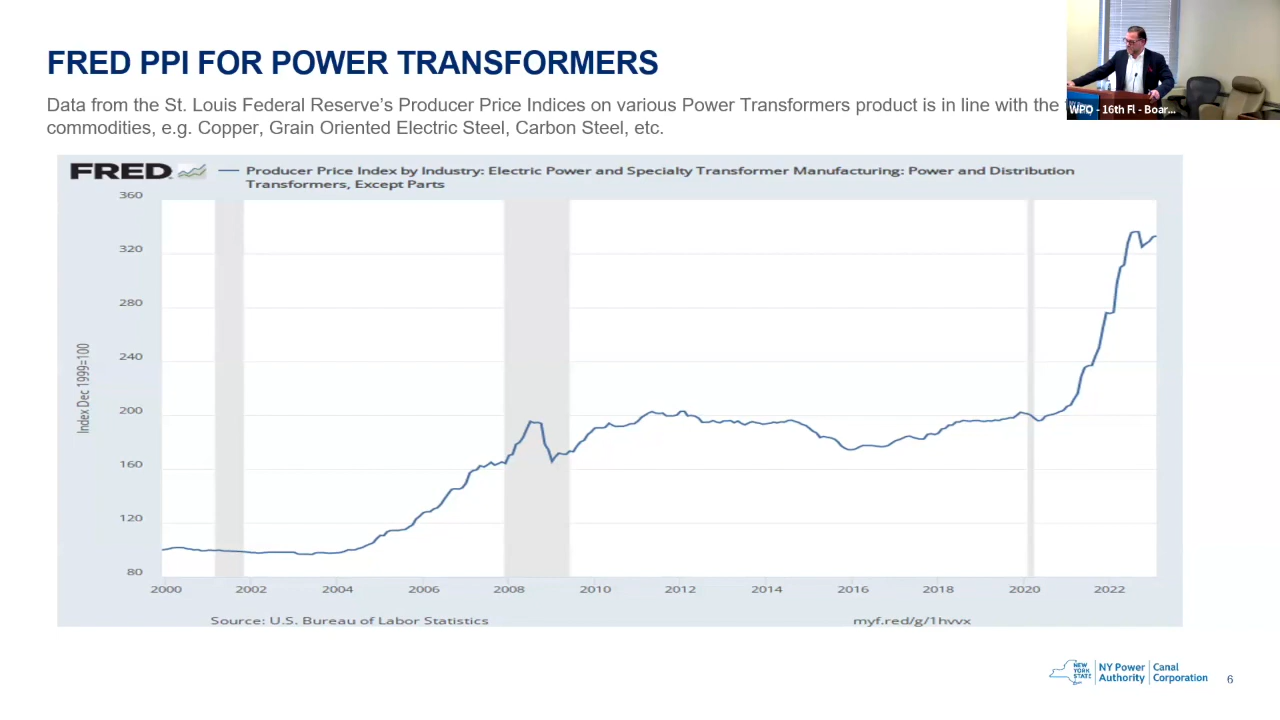 FRED PPI FOR POWER TRANSFORMERS
Data from the St. Louis Federal Reserve's Producer Price Indices on various Power Transformers product is in line with the
commodities, e.g. Copper, Grain Oriented Electric Steel, Carbon Steel, etc.
WPO - 16th Fl - Boar...
FRED
Producer Price Index by Industry: Electric Power and Specialty Transformer Manufacturing: Power and Distribution
Transformers, Except Parts
360
320
280
240
200
160
120
80
Index Dec 1999=100
2000 2002 2004 2006 2008 2010 2012 2014 2016 2018 2020 2022
Source: U.S. Bureau of Labor Statistics
myf.red/g/1hvvx
NEW
YORK
STATE
NY Power
Authority
Canal
Corporation
6